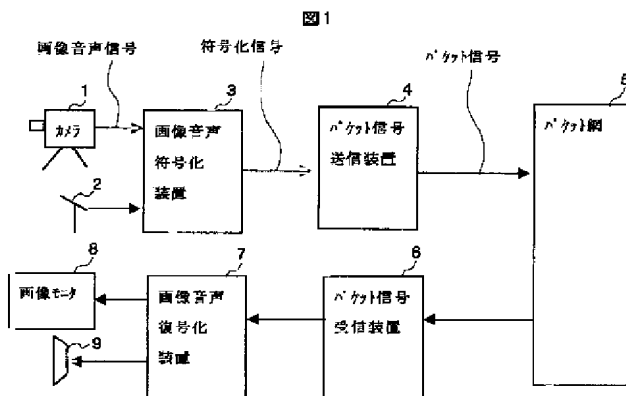 図1
画像音声信号
符号化信号
パケット信号
1
カメラ
2
3
画像音声
符号化
装置
4
パケット信号
送信装置
5
パケット網
8
画像モニタ
9
7
画像音声
復号化
装置
6
パケット信号
受信装置